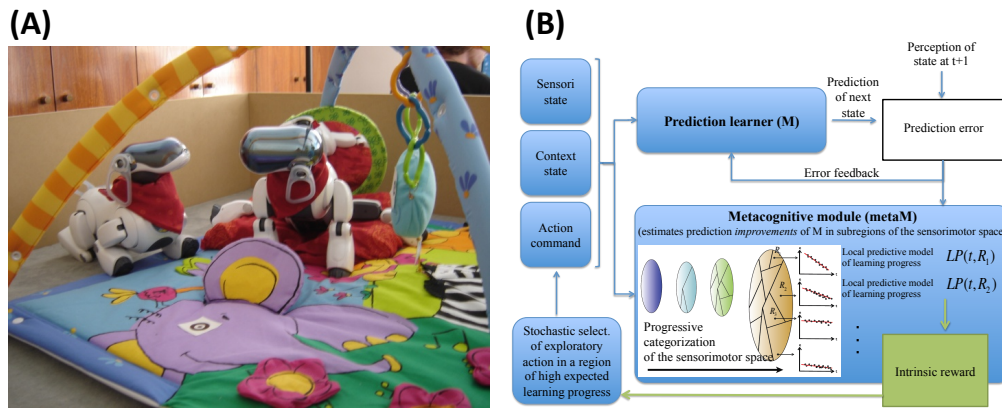 (A)
(B)
Sensori
state
Context
state
Action
command
Prediction learner (M)
Prediction
of next
state
Perception of
state at t+1
Prediction error
Error feedback
Metacognitive module (metaM)
(estimates prediction improvements of M in subregions of the sensorimotor space)
Local predictive model
of learning progress
LP(t,R1)
Local predictive model
of learning progress
LP(t,R2)
R2
Progressive
categorization
of the sensorimotor space
Stochastic select.
of exploratory
action in a region
of high expected
learning progress
Intrinsic reward